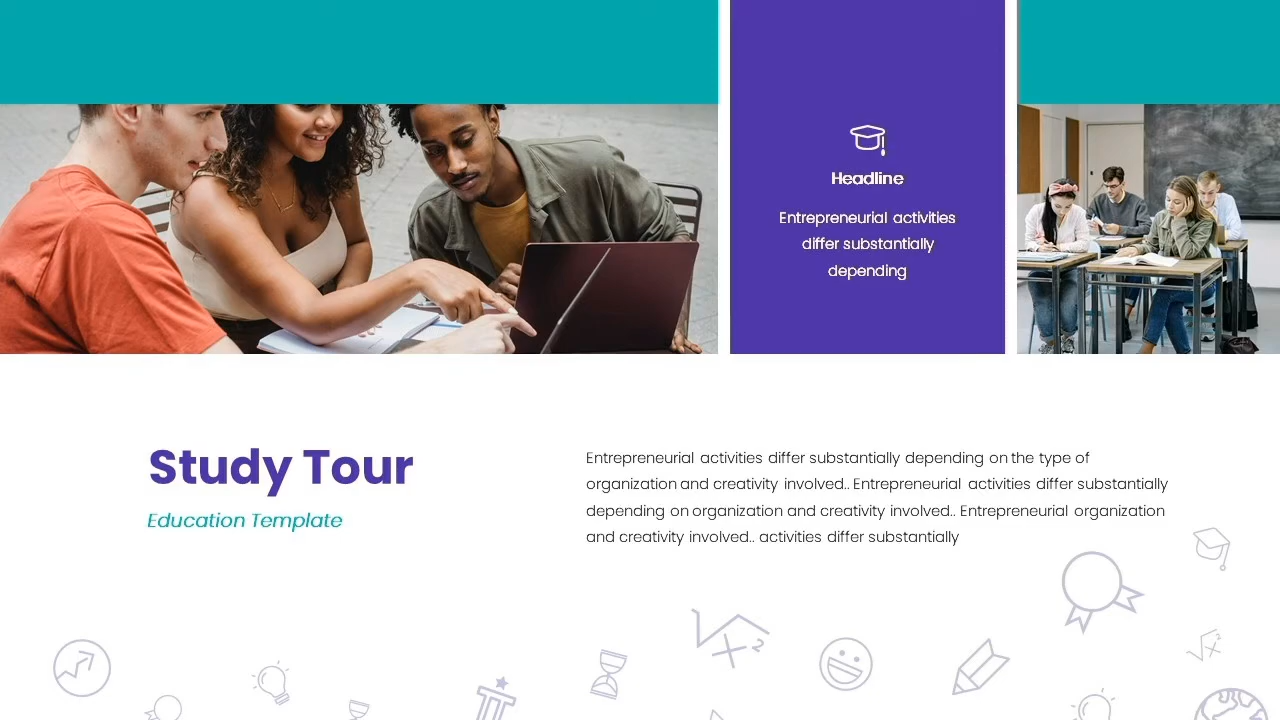 Headline
Entrepreneurial activities
differ substantially
depending
Study Tour
Education Template
Entrepreneurial activities differ substantially depending on the type of
organization and creativity involved.. Entrepreneurial activities differ substantially
depending on organization and creativity involved.. Entrepreneurial organization
and creativity involved.. activities differ substantially
√x²
√x²